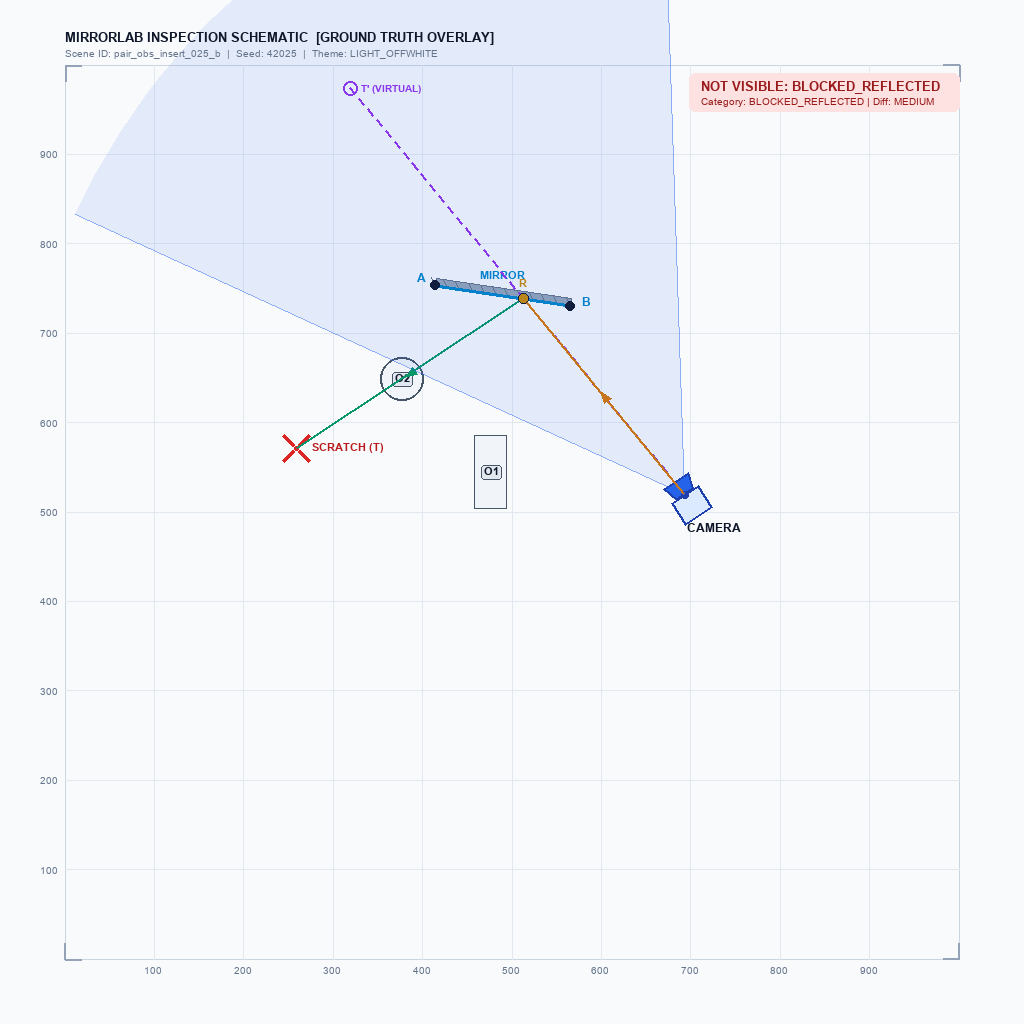 MIRRORLAB INSPECTION SCHEMATIC [GROUND TRUTH OVERLAY]
Scene ID: pair_obs_insert_025_b | Seed: 42025 | Theme: LIGHT_OFFWHITE
NOT VISIBLE: BLOCKED_REFLECTED
Category: BLOCKED_REFLECTED | Diff: MEDIUM
T' (VIRTUAL)
900
800
A
MIRROR
R
B
700
O2
600
SCRATCH (T)
O1
500
CAMERA
400
300
200
100
100 200 300 400 500 600 700 800 900